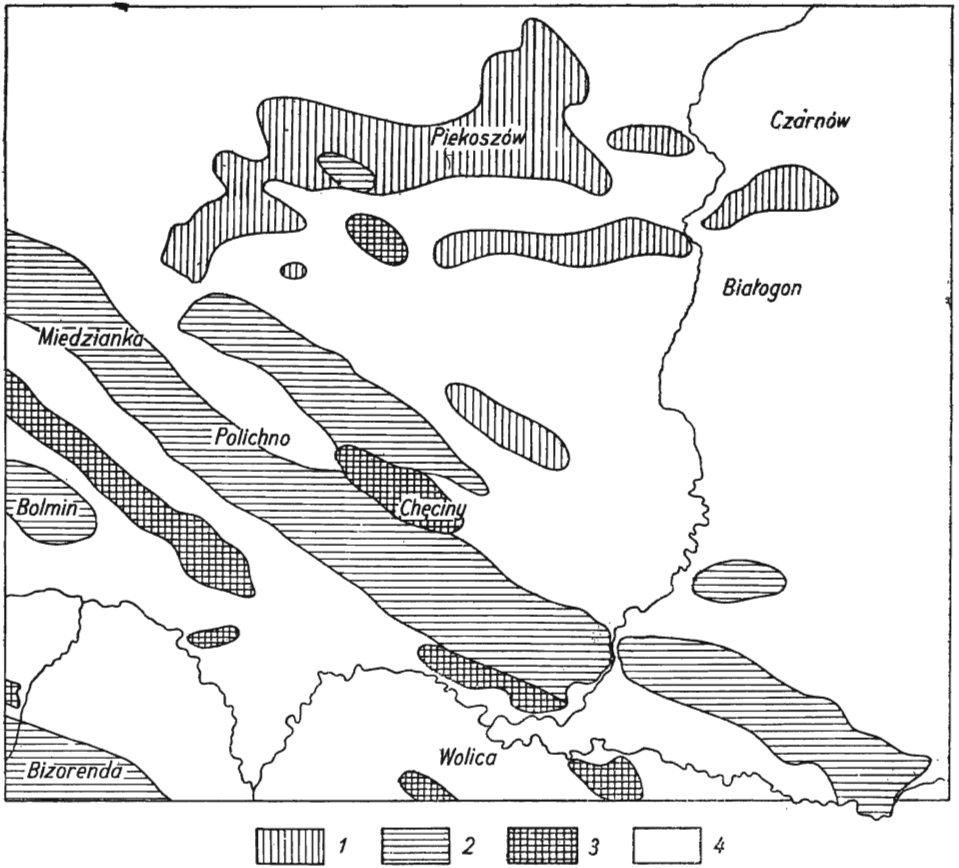 Czarnów
Piekoszów
Białogon
Miedzianka
Polichno
Bolmin
Chęciny
Wolica
Bizorenda
1 2 3 4